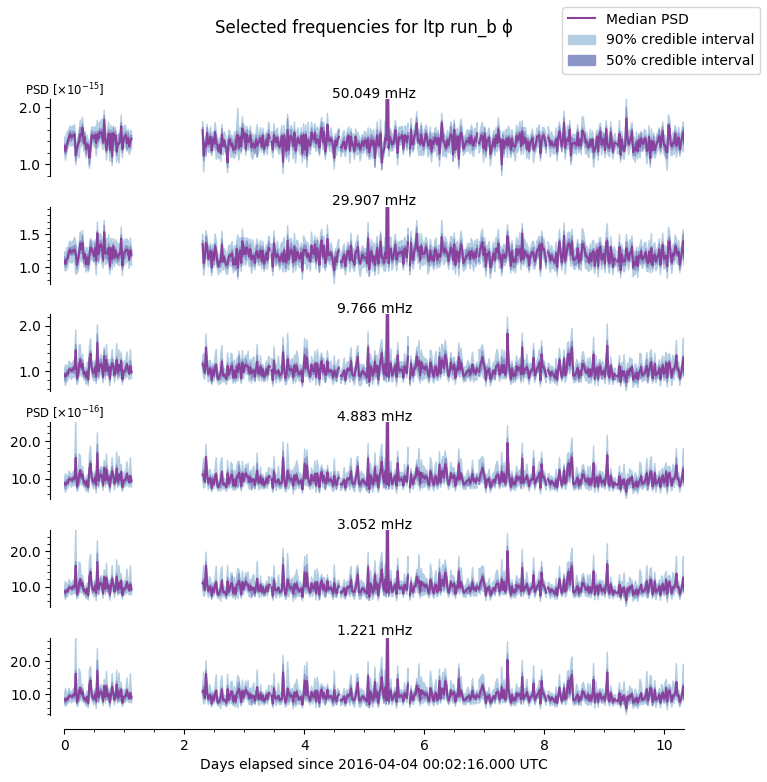 Selected frequencies for ltp run_b ϕ
Median PSD
90% credible interval
50% credible interval
PSD [×10⁻¹⁵]
50.049 mHz
2.0
1.0
29.907 mHz
1.5
1.0
9.766 mHz
2.0
1.0
PSD [×10⁻¹⁶]
4.883 mHz
20.0
10.0
3.052 mHz
20.0
10.0
1.221 mHz
20.0
10.0
0 2 4 6 8 10
Days elapsed since 2016-04-04 00:02:16.000 UTC